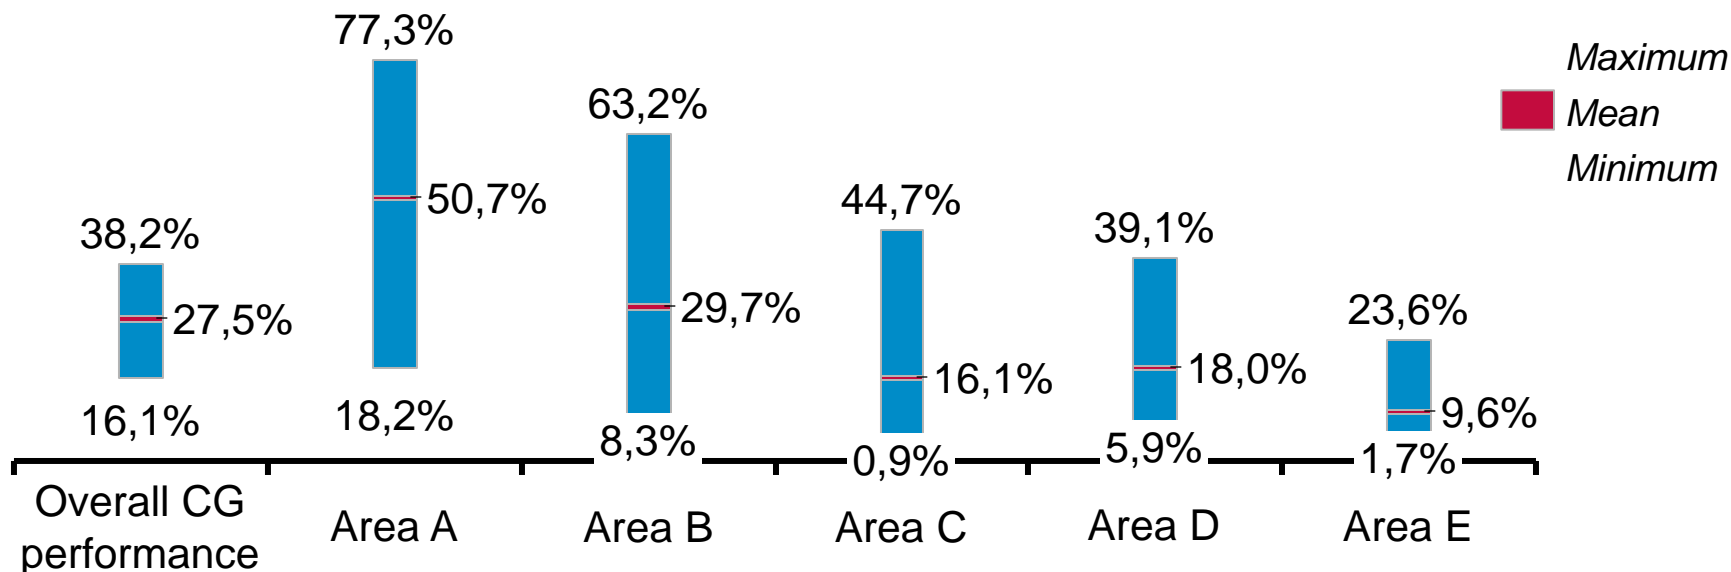 77,3%
63,2%
44,7%
39,1%
38,2%
23,6%
50,7%
29,7%
27,5%
16,1%
18,0%
9,6%
16,1%
18,2%
8,3%
0,9%
5,9%
1,7%
Overall CG
performance
Area A
Area B
Area C
Area D
Area E
Maximum
Mean
Minimum